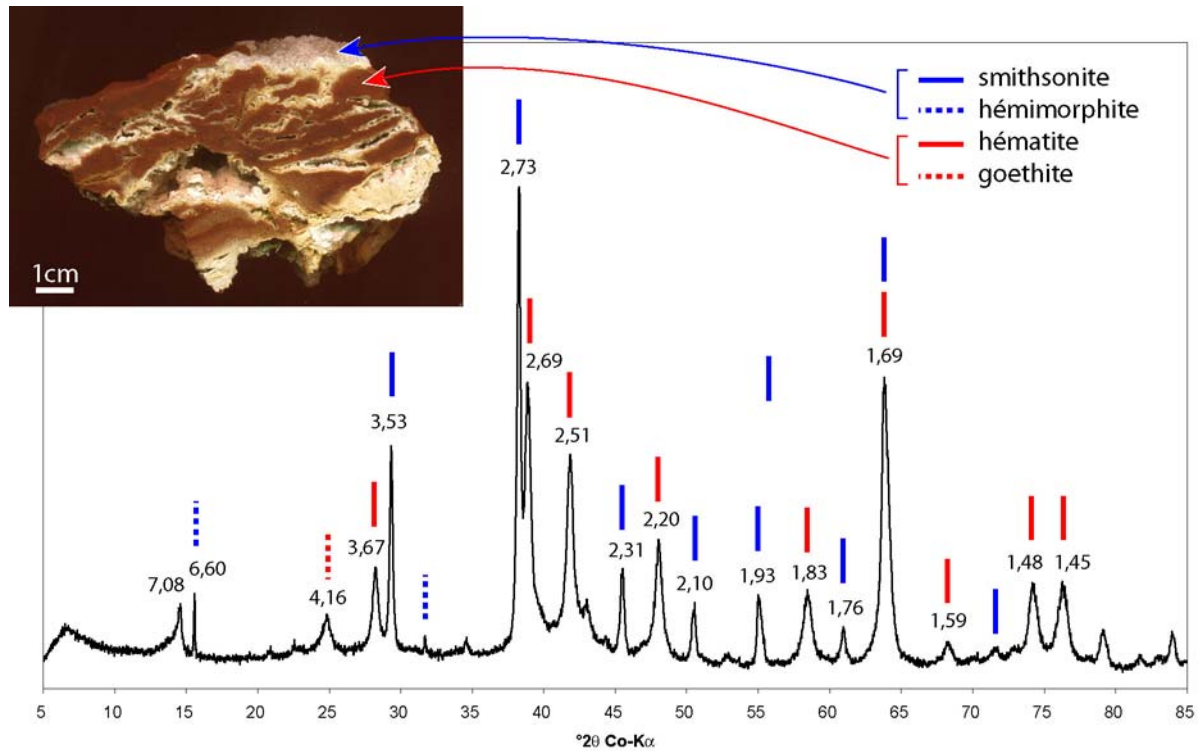 smithsonite
hémimorphite
hématite
goethite
1cm
2,73
2,69
1,69
3,53
2,51
2,20
3,67
6,60
7,08
4,16
2,31
2,10
1,93
1,83
1,76
1,59
1,48
1,45
5 10 15 20 25 30 35 40 45 50 55 60 65 70 75 80 85
°2θ Co-Kα